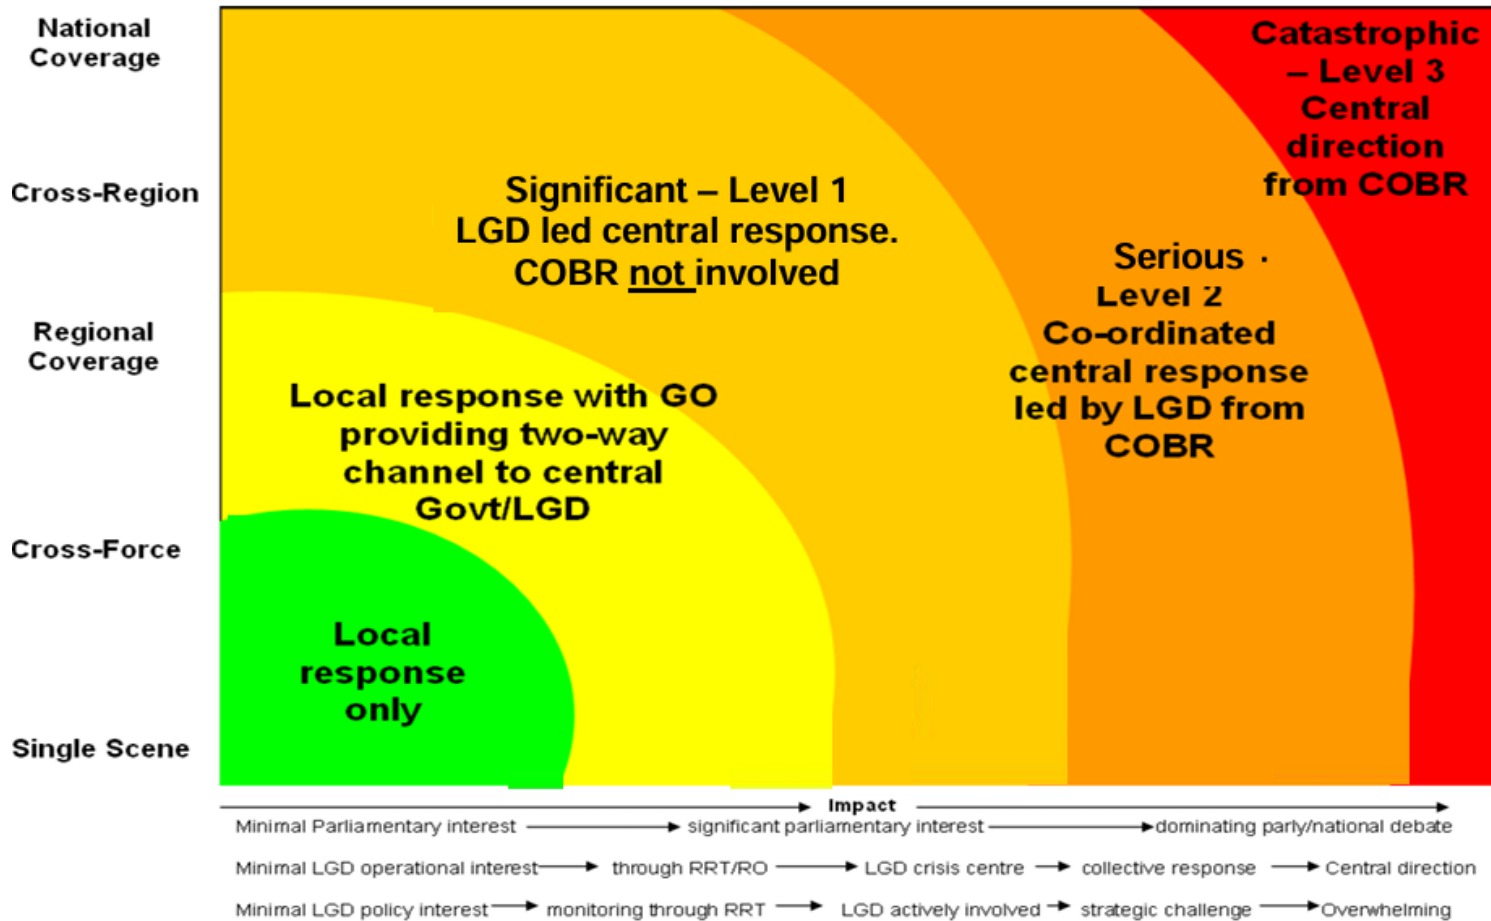 National
Coverage
Cross-Region
Regional
Coverage
Cross-Force
Single Scene
Catastrophic
– Level 3
Central
direction
from COBR
Significant – Level 1
LGD led central response.
COBR not involved
Serious ·
Level 2
Co-ordinated
central response
led by LGD from
COBR
Local response with GO
providing two-way
channel to central
Govt/LGD
Local
response
only
Impact
Minimal Parliamentary interest significant parliamentary interest dominating parly/national debate
Minimal LGD operational interest through RRT/RO LGD crisis centre collective response Central direction
Minimal LGD policy interest monitoring through RRT LGD actively involved strategic challenge Overwhelming